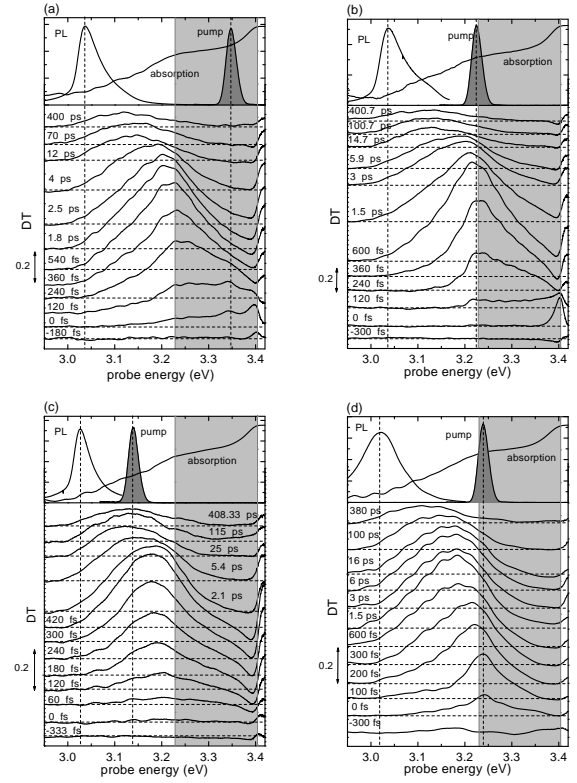 (a)
PL
pump
absorption
400 ps
70 ps
12 ps
4 ps
2.5 ps
1.8 ps
540 fs
360 fs
240 fs
120 fs
0 fs
-180 fs
DT
0.2
3.0 3.1 3.2 3.3 3.4
probe energy (eV)
(b)
PL
pump
absorption
400.7 ps
100.7 ps
14.7 ps
5.9 ps
3 ps
1.5 ps
600 fs
360 fs
240 fs
120 fs
0 fs
-300 fs
DT
0.2
3.0 3.1 3.2 3.3 3.4
probe energy (eV)
(c)
PL
pump
absorption
408.33 ps
115 ps
25 ps
5.4 ps
2.1 ps
420 fs
300 fs
240 fs
180 fs
120 fs
60 fs
0 fs
-333 fs
DT
0.2
3.0 3.1 3.2 3.3 3.4
probe energy (eV)
(d)
PL
pump
absorption
380 ps
100 ps
16 ps
6 ps
3 ps
1.5 ps
600 fs
300 fs
200 fs
100 fs
0 fs
-300 fs
DT
0.2
3.0 3.1 3.2 3.3 3.4
probe energy (eV)